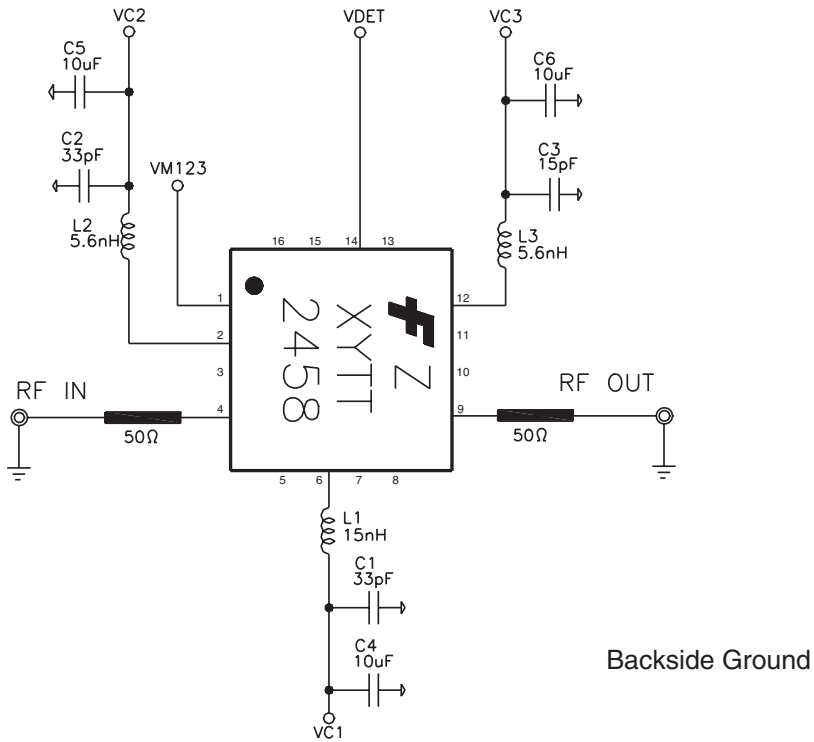 VC2
VDET
VC3
C5
10uF
C6
10uF
C2
33pF
C3
15pF
VM123
L2
5.6nH
L3
5.6nH
16 15 14 13
1
2
3
4
12
11
10
9
Z
XYTT
2458
RF IN
50Ω
RF OUT
50Ω
5 6 7 8
L1
15nH
C1
33pF
C4
10uF
VC1
Backside Ground